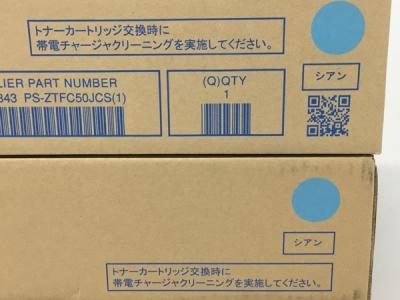 トナーカートリッジ交換時に
帯電チャージャクリーニングを実施してください。
シアン
LIER PART NUMBER
343 PS-ZTFC50JCS(1)
(Q)QTY
1
シアン
トナーカートリッジ交換時に
帯電チャージャクリーニングを実施してください。